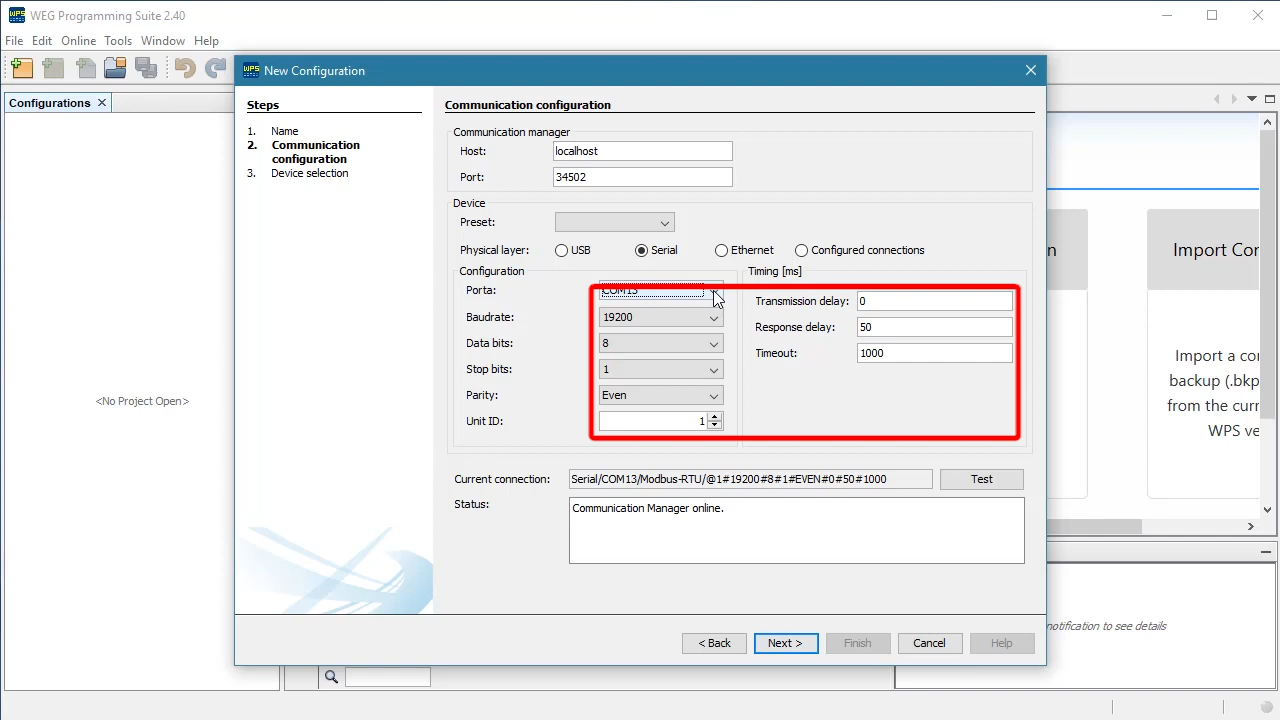 WPS WEG Programming Suite 2.40
File Edit Online Tools Window Help
Configurations
<No Project Open>
WPS New Configuration
Steps
1. Name
2. Communication
configuration
3. Device selection
Communication configuration
Communication manager
Host: localhost
Port: 34502
Device
Preset:
Physical layer: USB Serial Ethernet Configured connections
Configuration
Porta: COM13
Baudrate: 19200
Data bits: 8
Stop bits: 1
Parity: Even
Unit ID: 1
Timing [ms]
Transmission delay: 0
Response delay: 50
Timeout: 1000
Current connection: Serial/COM13/Modbus-RTU/@1#19200#8#1#EVEN#0#50#1000 Test
Status: Communication Manager online.
< Back Next > Finish Cancel Help
n
Import Cor
Import a co
backup (.bkp
from the curr
WPS ve
notification to see details